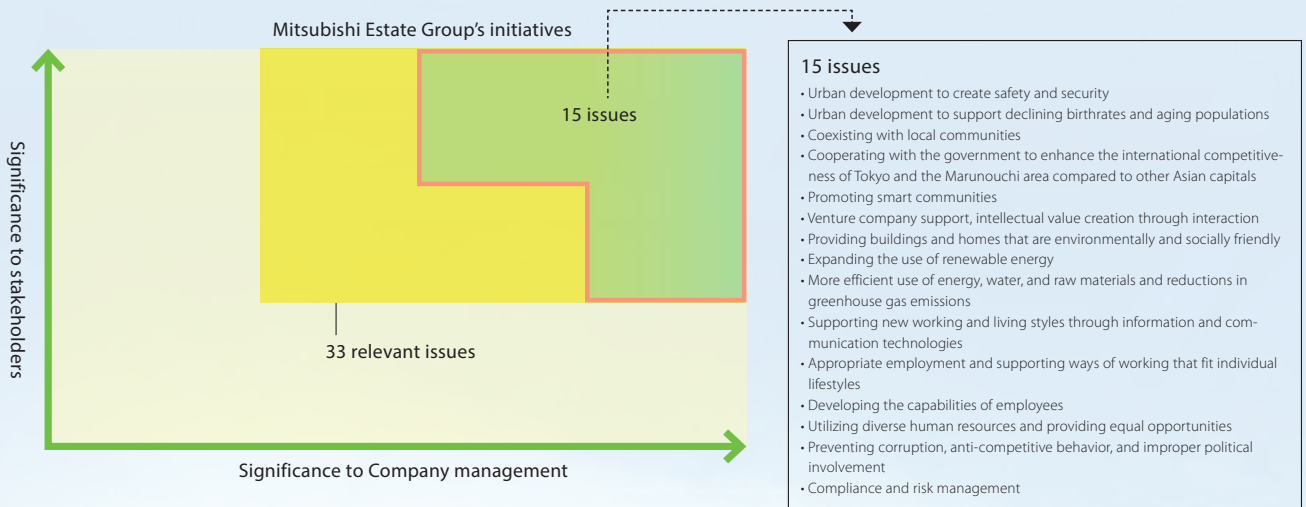 Mitsubishi Estate Group's initiatives
Significance to stakeholders
15 issues
33 relevant issues
Significance to Company management
15 issues
• Urban development to create safety and security
• Urban development to support declining birthrates and aging populations
• Coexisting with local communities
• Cooperating with the government to enhance the international competitive-
ness of Tokyo and the Marunouchi area compared to other Asian capitals
• Promoting smart communities
• Venture company support, intellectual value creation through interaction
• Providing buildings and homes that are environmentally and socially friendly
• Expanding the use of renewable energy
• More efficient use of energy, water, and raw materials and reductions in
greenhouse gas emissions
• Supporting new working and living styles through information and com-
munication technologies
• Appropriate employment and supporting ways of working that fit individual
lifestyles
• Developing the capabilities of employees
• Utilizing diverse human resources and providing equal opportunities
• Preventing corruption, anti-competitive behavior, and improper political
involvement
• Compliance and risk management